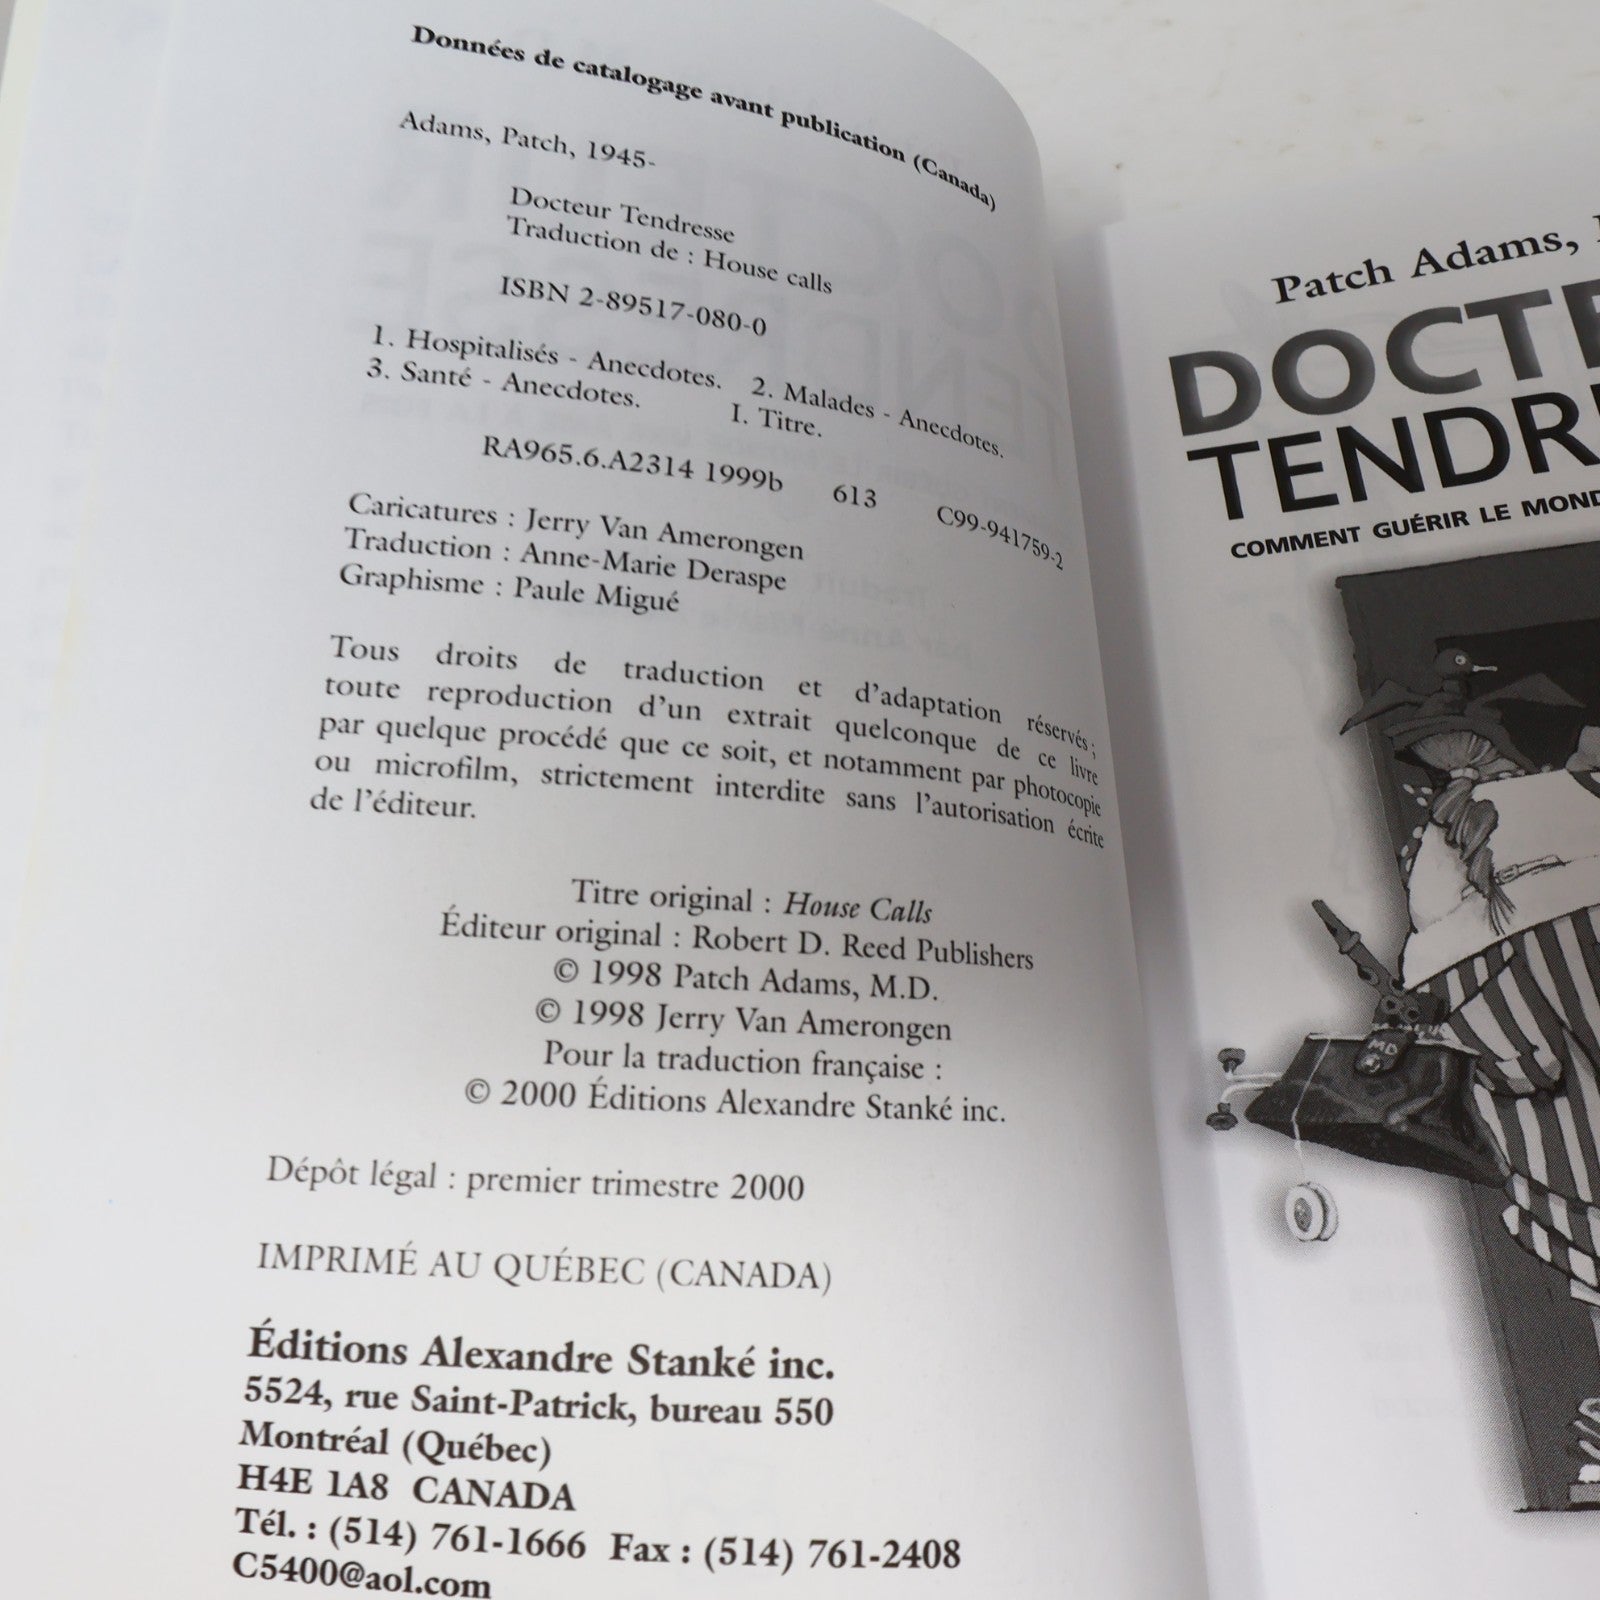 Données de catalogage avant publication (Canada)
Adams, Patch, 1945-
Docteur Tendresse
Traduction de : House calls
ISBN 2-89517-080-0
1. Hospitalisés - Anecdotes. 2. Malades - Anecdotes.
3. Santé - Anecdotes. I. Titre.
RA965.6.A2314 1999b 613 C99-941759-2
Caricatures : Jerry Van Amerongen
Traduction : Anne-Marie Deraspe
Graphisme : Paule Migué
Tous droits de traduction et d'adaptation réservés ;
toute reproduction d'un extrait quelconque de ce livre
par quelque procédé que ce soit, et notamment par photocopie
ou microfilm, strictement interdite sans l'autorisation écrite
de l'éditeur.
Titre original : House Calls
Éditeur original : Robert D. Reed Publishers
© 1998 Patch Adams, M.D.
© 1998 Jerry Van Amerongen
Pour la traduction française :
© 2000 Éditions Alexandre Stanké inc.
Dépôt légal : premier trimestre 2000
IMPRIMÉ AU QUÉBEC (CANADA)
Éditions Alexandre Stanké inc.
5524, rue Saint-Patrick, bureau 550
Montréal (Québec)
H4E 1A8 CANADA
Tél. : (514) 761-1666 Fax : (514) 761-2408
C5400@aol.com
Patch Adams,
DOCTE
TENDR
COMMENT GUÉRIR LE MOND
MD